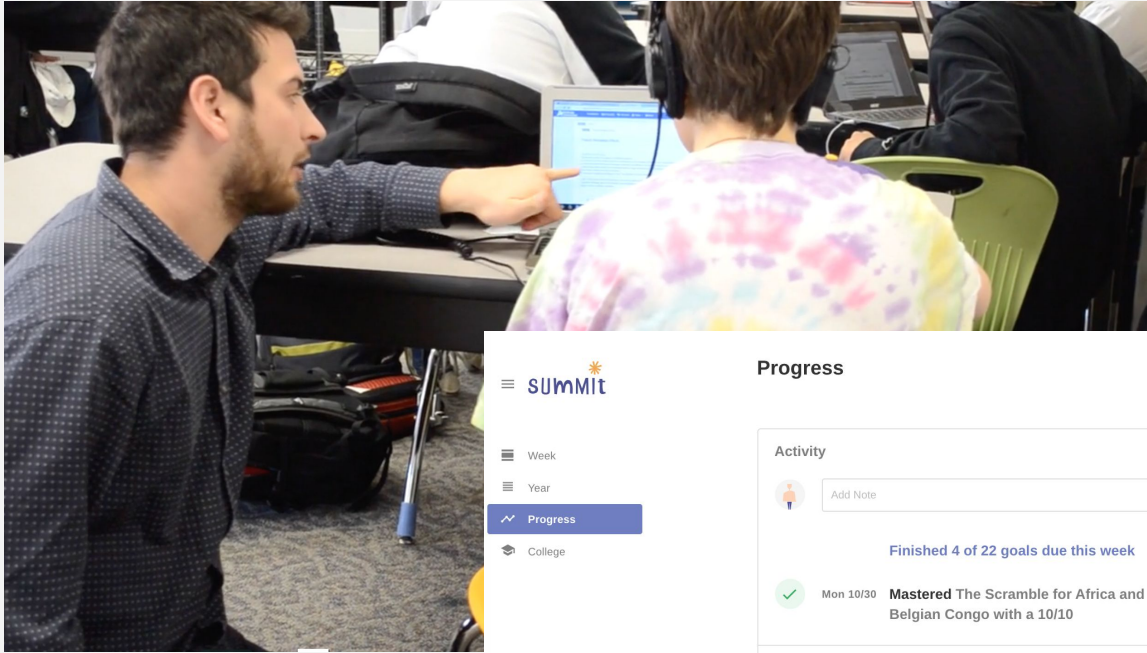 SUMMIT
Progress
Week
Year
Progress
College
Activity
Add Note
Finished 4 of 22 goals due this week
Mon 10/30
Mastered The Scramble for Africa and
Belgian Congo with a 10/10